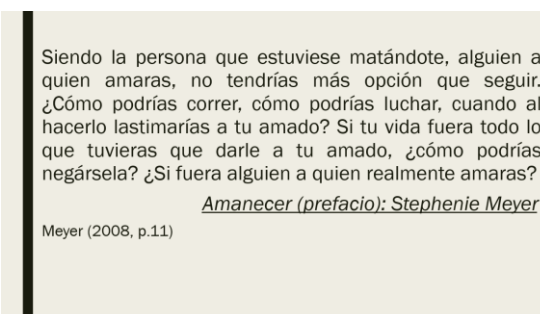 Siendo la persona que estuviese matándote, alguien a
quien amaras, no tendrías más opción que seguir.
¿Cómo podrías correr, cómo podrías luchar, cuando al
hacerlo lastimarías a tu amado? Si tu vida fuera todo lo
que tuvieras que darle a tu amado, ¿cómo podrías
negársela? ¿Si fuera alguien a quien realmente amaras?
Amanecer (prefacio): Stephenie Meyer
Meyer (2008, p.11)